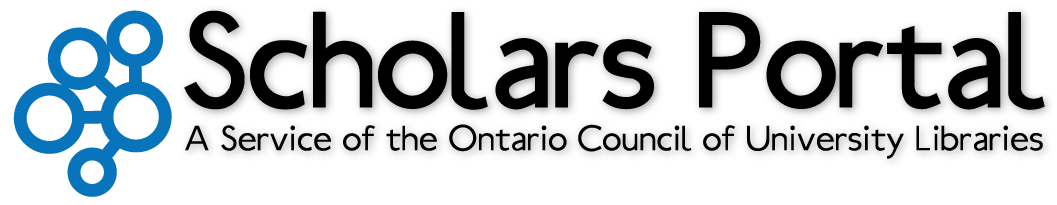 Scholars Portal
A Service of the Ontario Council of University Libraries